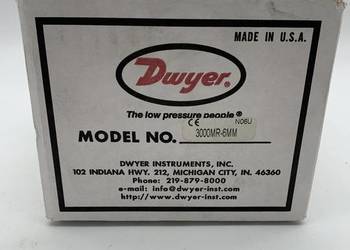 MADE IN U.S.A.
Dwyer®
The low pressure people®
CE N06U
MODEL NO. 3000MR-6MM
DWYER INSTRUMENTS, INC.
102 INDIANA HWY. 212, MICHIGAN CITY, IN. 46360
Phone: 219-879-8000
e-mail: info@dwyer-inst.com
http://www.dwyer-inst.com